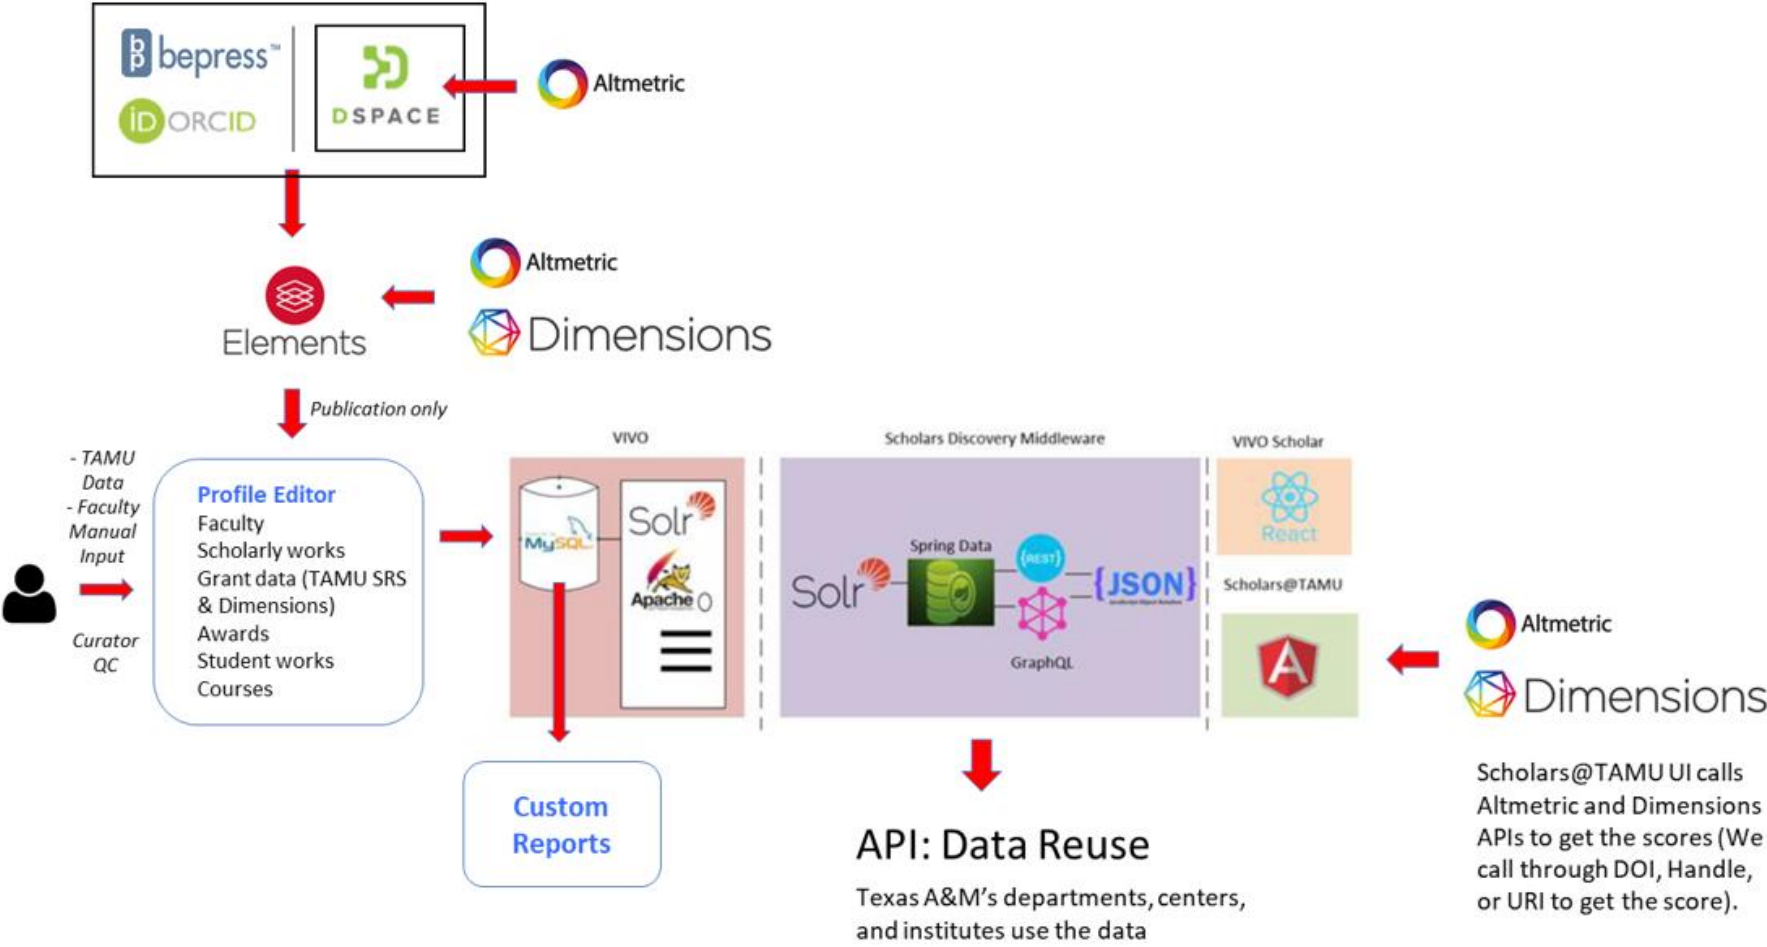 bp bepress™
iD ORCID
DSPACE
Altmetric
Altmetric
Elements
Dimensions
Publication only
- TAMU
Data
- Faculty
Manual
Input
Curator
QC
Profile Editor
Faculty
Scholarly works
Grant data (TAMU SRS
& Dimensions)
Awards
Student works
Courses
VIVO
MySQL
Solr
Apache
Custom
Reports
Scholars Discovery Middleware
Solr
Spring Data
{REST}
GraphQL
{JSON}
API: Data Reuse
Texas A&M's departments, centers,
and institutes use the data
VIVO Scholar
React
Scholars@TAMU
A
Altmetric
Dimensions
Scholars@TAMU UI calls
Altmetric and Dimensions
APIs to get the scores (We
call through DOI, Handle,
or URI to get the score).